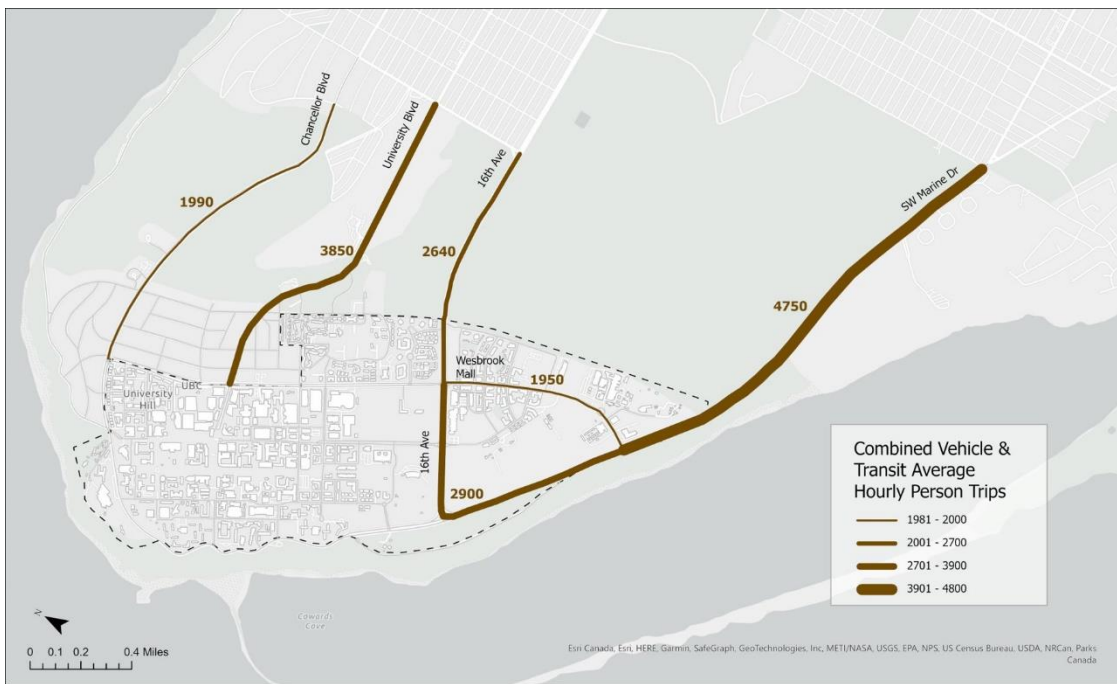 Chancellor Blvd
University Blvd
16th Ave
SW Marine Dr
1990
3850
2640
4750
Wesbrook
Mall
1950
UBC
University
Hill
16th Ave
2900
Combined Vehicle &
Transit Average
Hourly Person Trips
1981 - 2000
2001 - 2700
2701 - 3900
3901 - 4800
Cowards
Cove
N
0 0.2 0.4 Miles
Esri Canada, Esri, HERE, Garmin, SafeGraph, GeoTechnologies, Inc, METI/NASA, USGS, EPA, NPS, US Census Bureau, USDA, NRCan, Parks
Canada